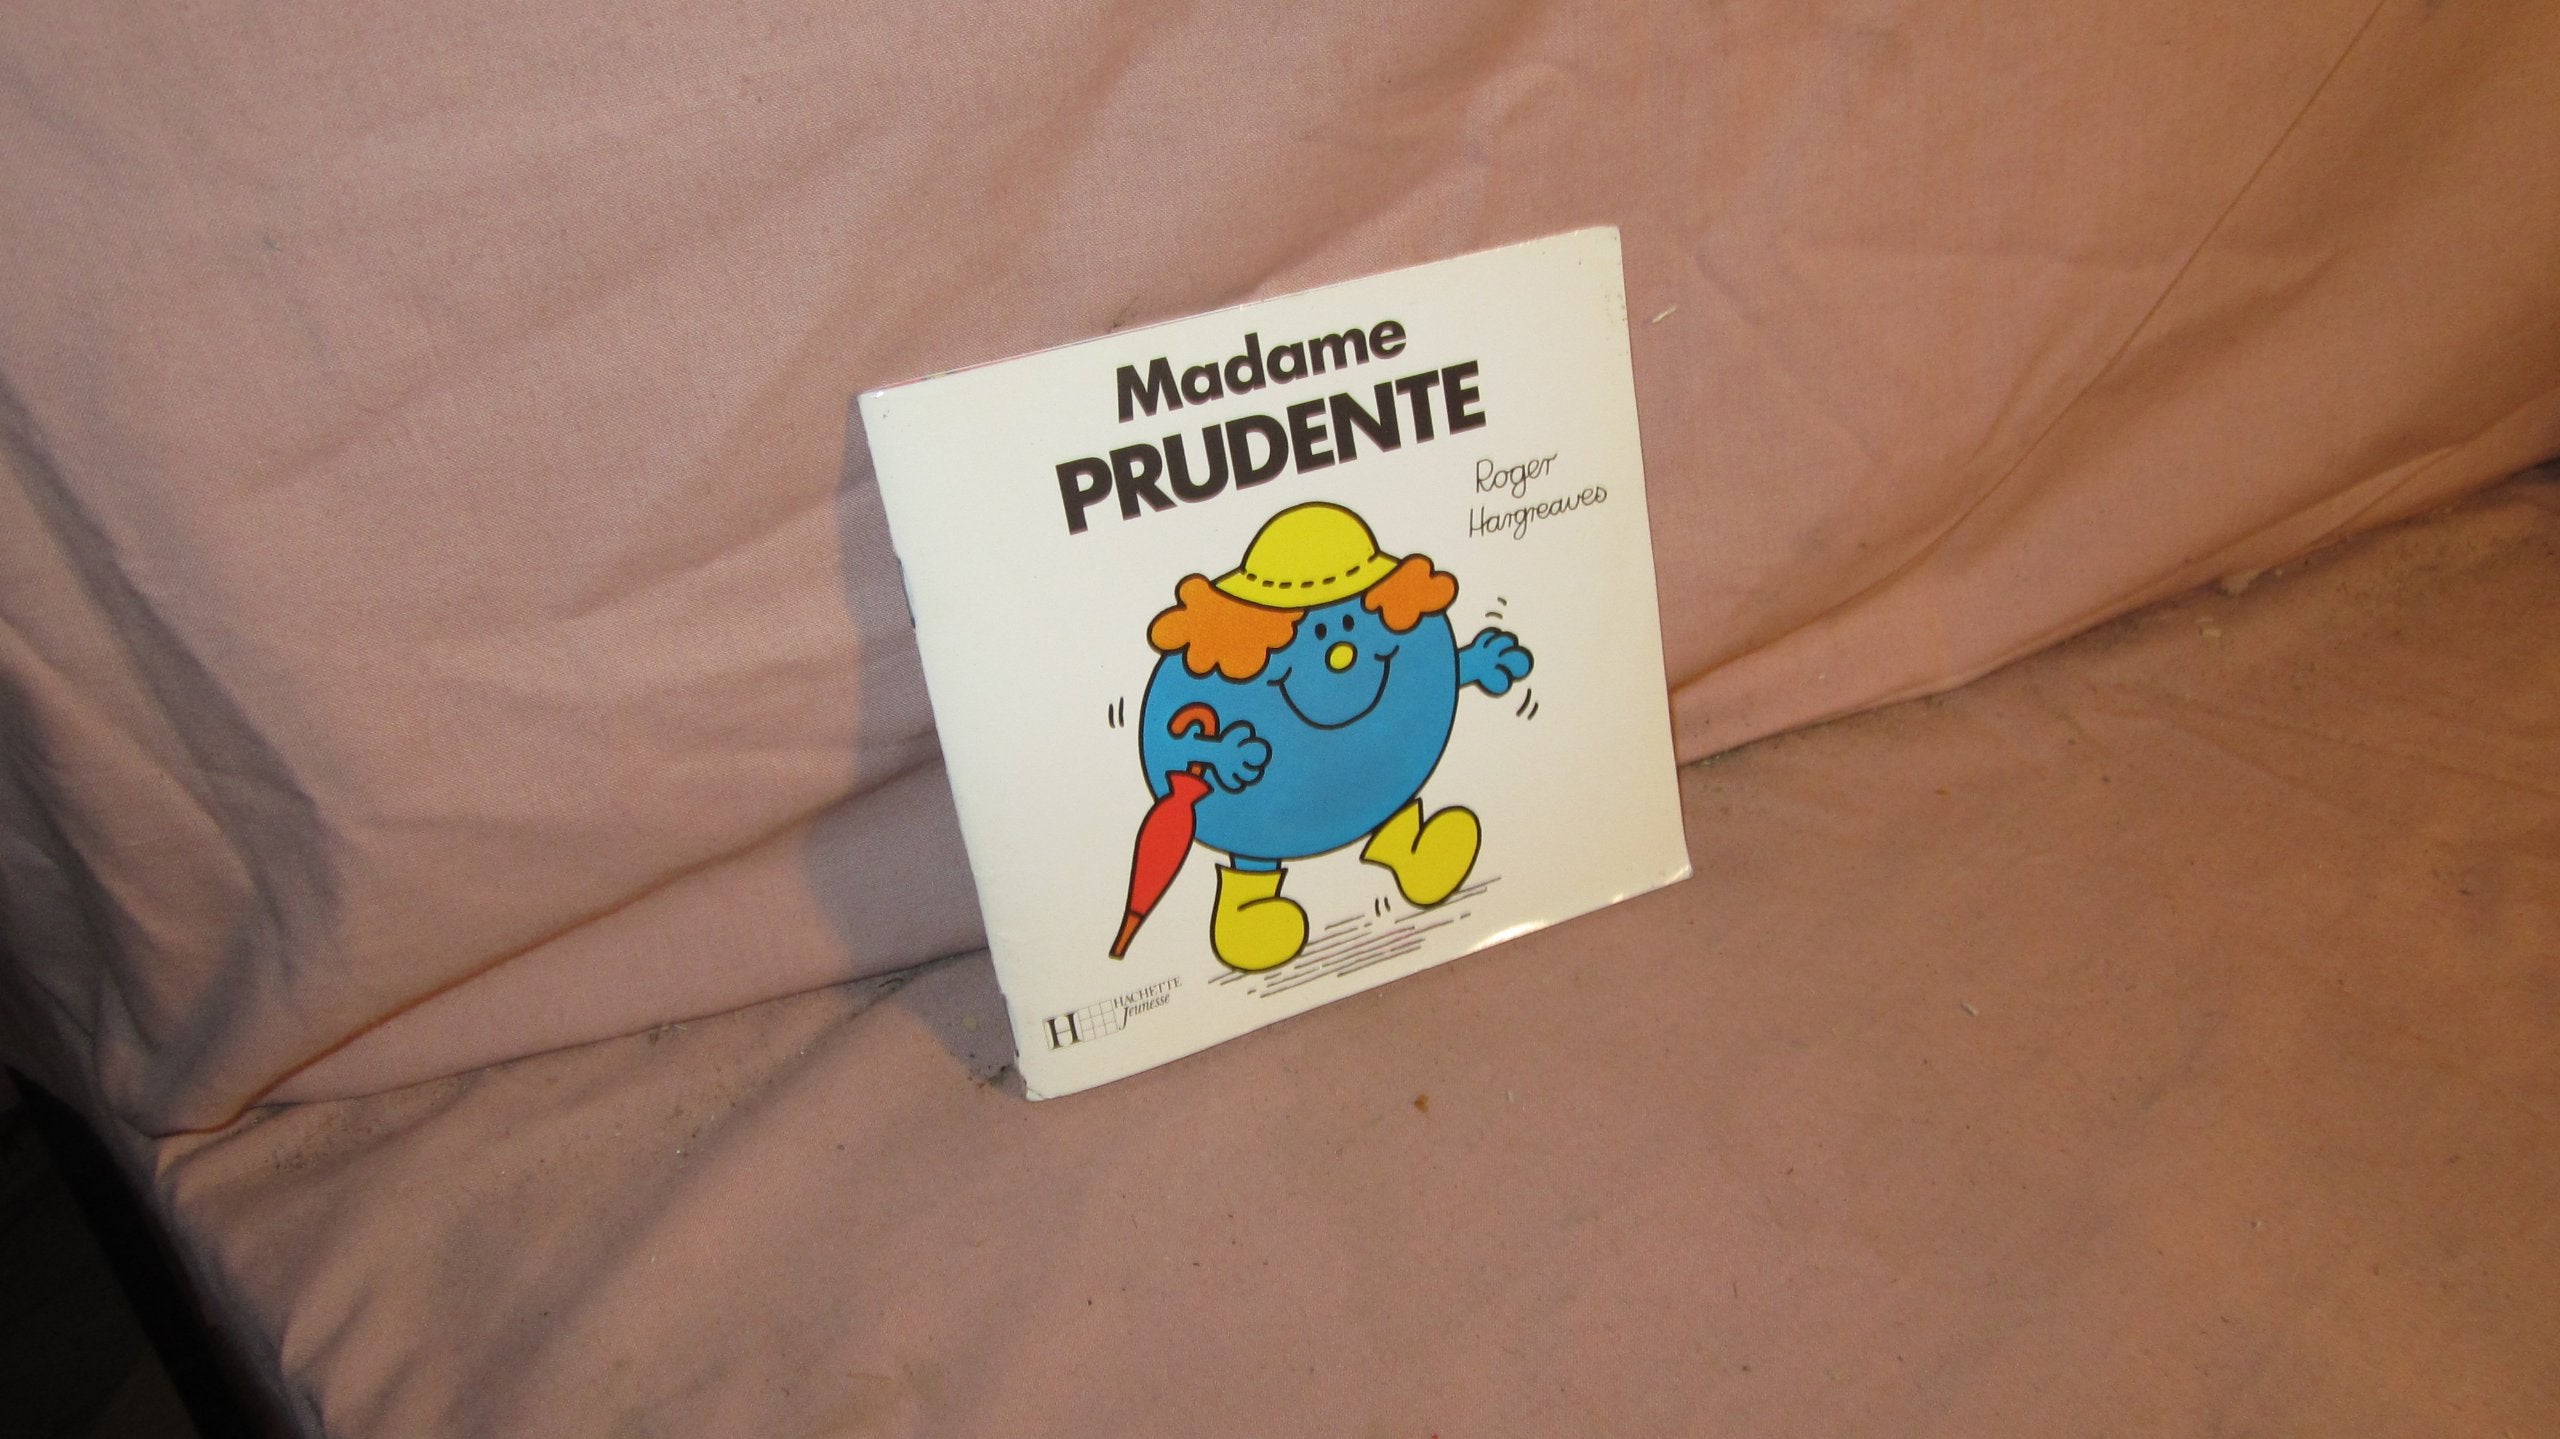 Madame
PRUDENTE
Roger
Hargreaves
H HACHETTE
Jeunesse